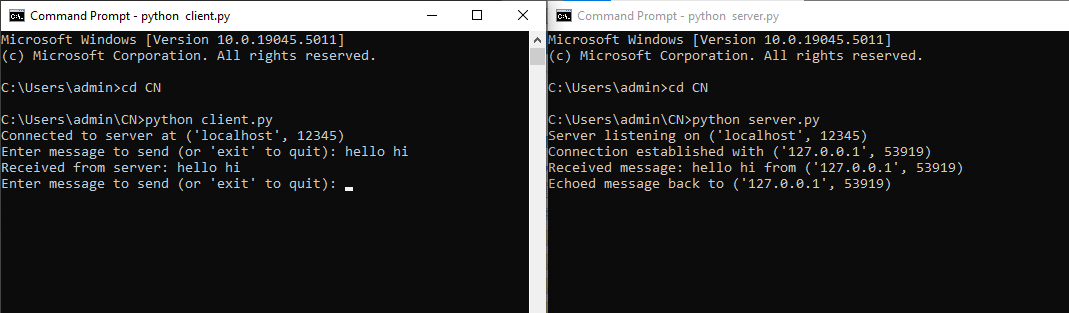 Command Prompt - python client.py
Microsoft Windows [Version 10.0.19045.5011]
(c) Microsoft Corporation. All rights reserved.
C:\Users\admin>cd CN
C:\Users\admin\CN>python client.py
Connected to server at ('localhost', 12345)
Enter message to send (or 'exit' to quit): hello hi
Received from server: hello hi
Enter message to send (or 'exit' to quit):
Command Prompt - python server.py
Microsoft Windows [Version 10.0.19045.5011]
(c) Microsoft Corporation. All rights reserved.
C:\Users\admin>cd CN
C:\Users\admin\CN>python server.py
Server listening on ('localhost', 12345)
Connection established with ('127.0.0.1', 53919)
Received message: hello hi from ('127.0.0.1', 53919)
Echoed message back to ('127.0.0.1', 53919)